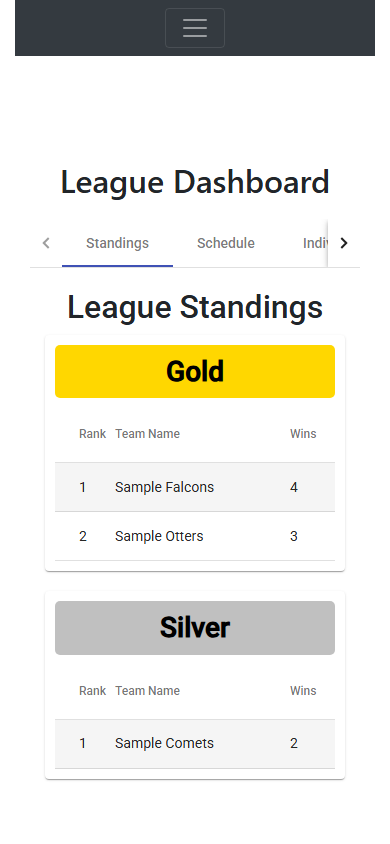 League Dashboard
Standings Schedule
League Standings
Gold
Rank Team Name Wins
1 Sample Falcons 4
2 Sample Otters 3
Silver
Rank Team Name Wins
1 Sample Comets 2